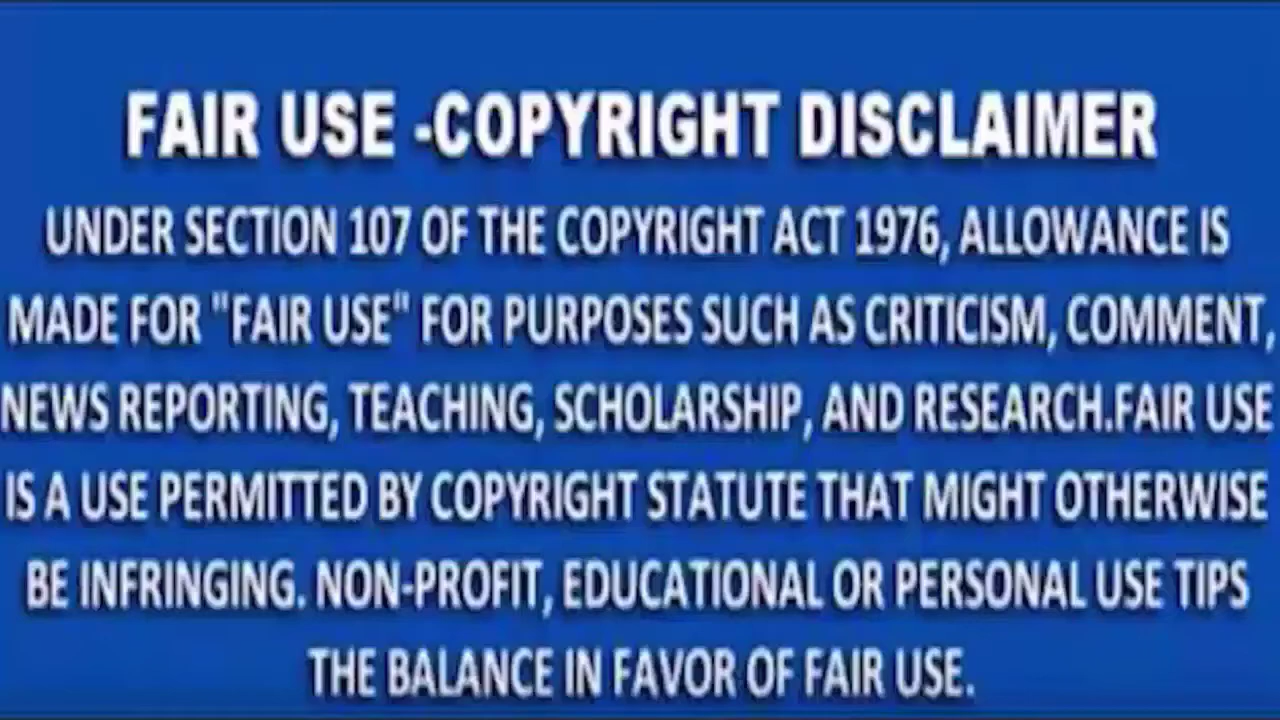 FAIR USE -COPYRIGHT DISCLAIMER
UNDER SECTION 107 OF THE COPYRIGHT ACT 1976, ALLOWANCE IS
MADE FOR "FAIR USE" FOR PURPOSES SUCH AS CRITICISM, COMMENT,
NEWS REPORTING, TEACHING, SCHOLARSHIP, AND RESEARCH.FAIR USE
IS A USE PERMITTED BY COPYRIGHT STATUTE THAT MIGHT OTHERWISE
BE INFRINGING. NON-PROFIT, EDUCATIONAL OR PERSONAL USE TIPS
THE BALANCE IN FAVOR OF FAIR USE.